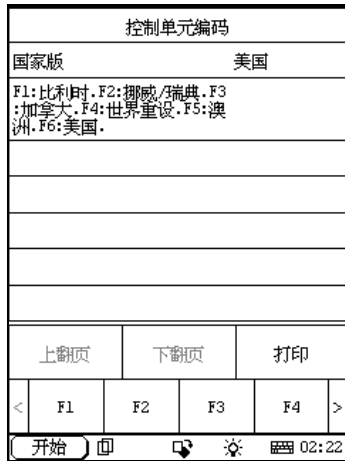 控制单元编码
国家版 美国
F1:比利时.F2:挪威/瑞典.F3
:加拿大.F4:世界重设.F5:澳
洲.F6:美国.
上翻页 下翻页 打印
< F1 F2 F3 F4 >
开始 02:22